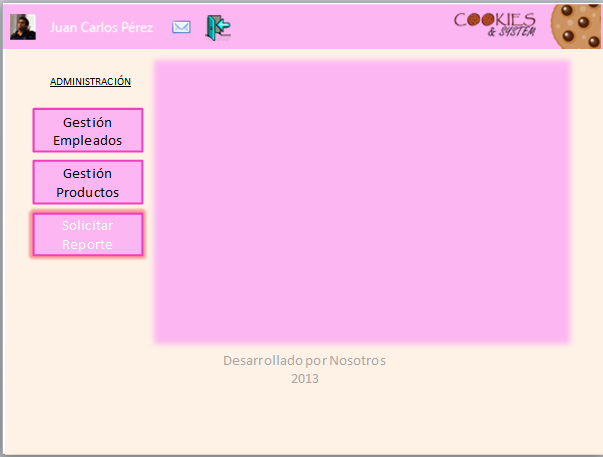 Juan Carlos Pérez
COOKIES
& SYSTEM
ADMINISTRACIÓN
Gestión
Empleados
Gestión
Productos
Solicitar
Reporte
Desarrollado por Nosotros
2013